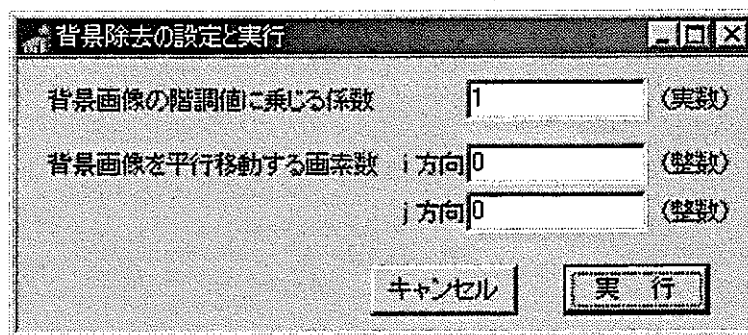 背景除去の設定と実行
背景画像の階調値に乗じる係数 1 (実数)
背景画像を平行移動する画素数 i 方向 0 (整数)
j 方向 0 (整数)
キャンセル 実 行